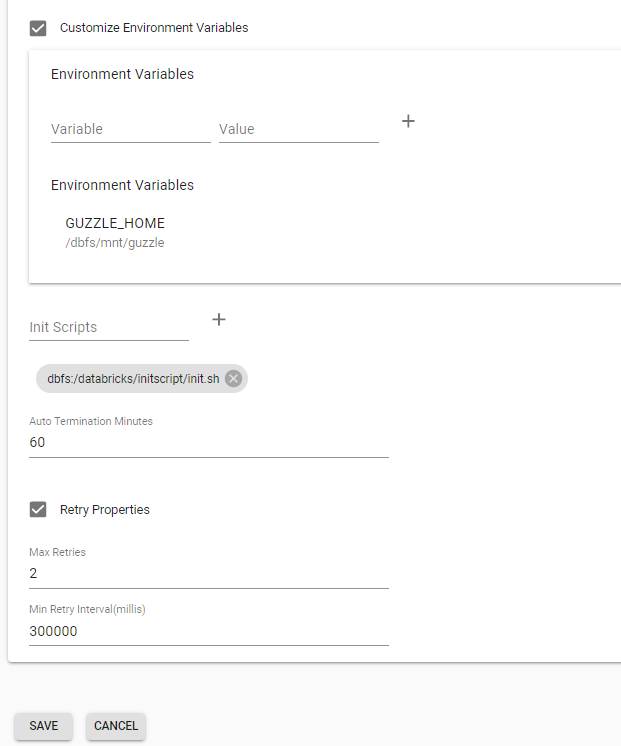 Customize Environment Variables
Environment Variables
Variable Value
Environment Variables
GUZZLE_HOME
/dbfs/mnt/guzzle
Init Scripts
dbfs:/databricks/initscript/init.sh
Auto Termination Minutes
60
Retry Properties
Max Retries
2
Min Retry Interval(millis)
300000
SAVE CANCEL